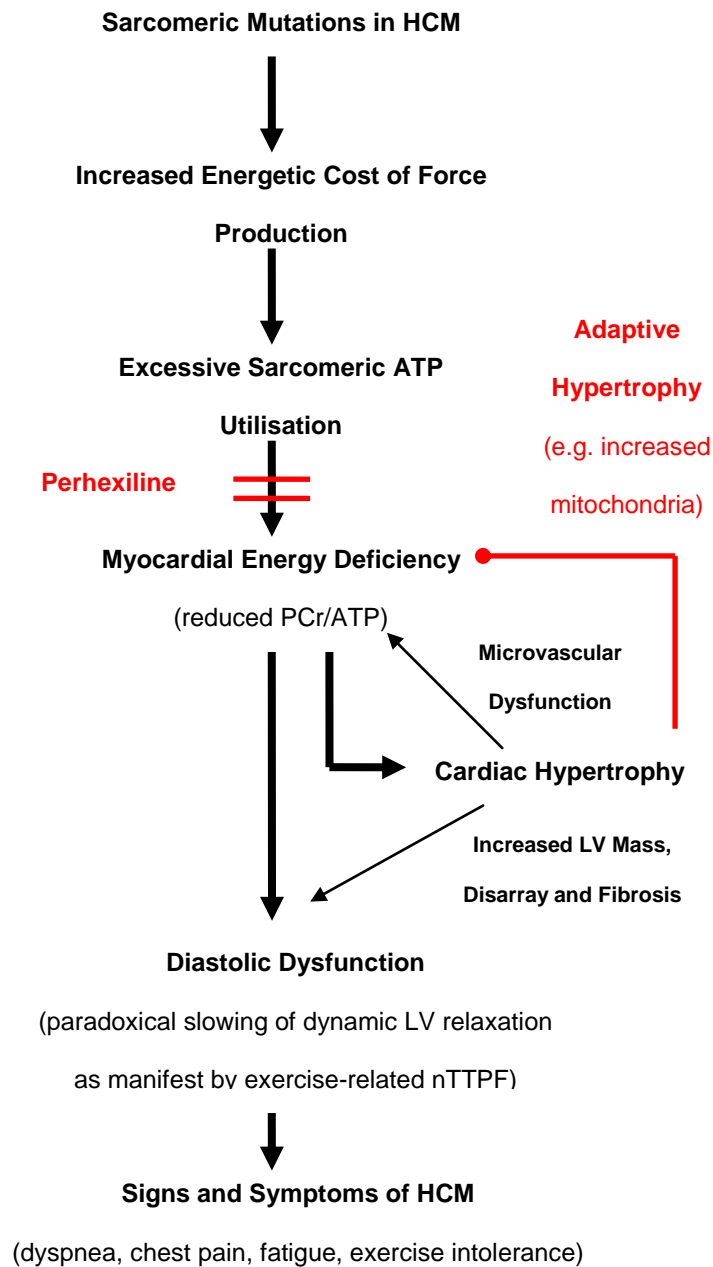 Sarcomeric Mutations in HCM
Increased Energetic Cost of Force
Production
Excessive Sarcomeric ATP
Utilisation
Adaptive
Hypertrophy
(e.g. increased
mitochondria)
Perhexiline
Myocardial Energy Deficiency
(reduced PCr/ATP)
Microvascular
Dysfunction
Cardiac Hypertrophy
Increased LV Mass,
Disarray and Fibrosis
Diastolic Dysfunction
(paradoxical slowing of dynamic LV relaxation
as manifest by exercise-related nTTPF)
Signs and Symptoms of HCM
(dyspnea, chest pain, fatigue, exercise intolerance)